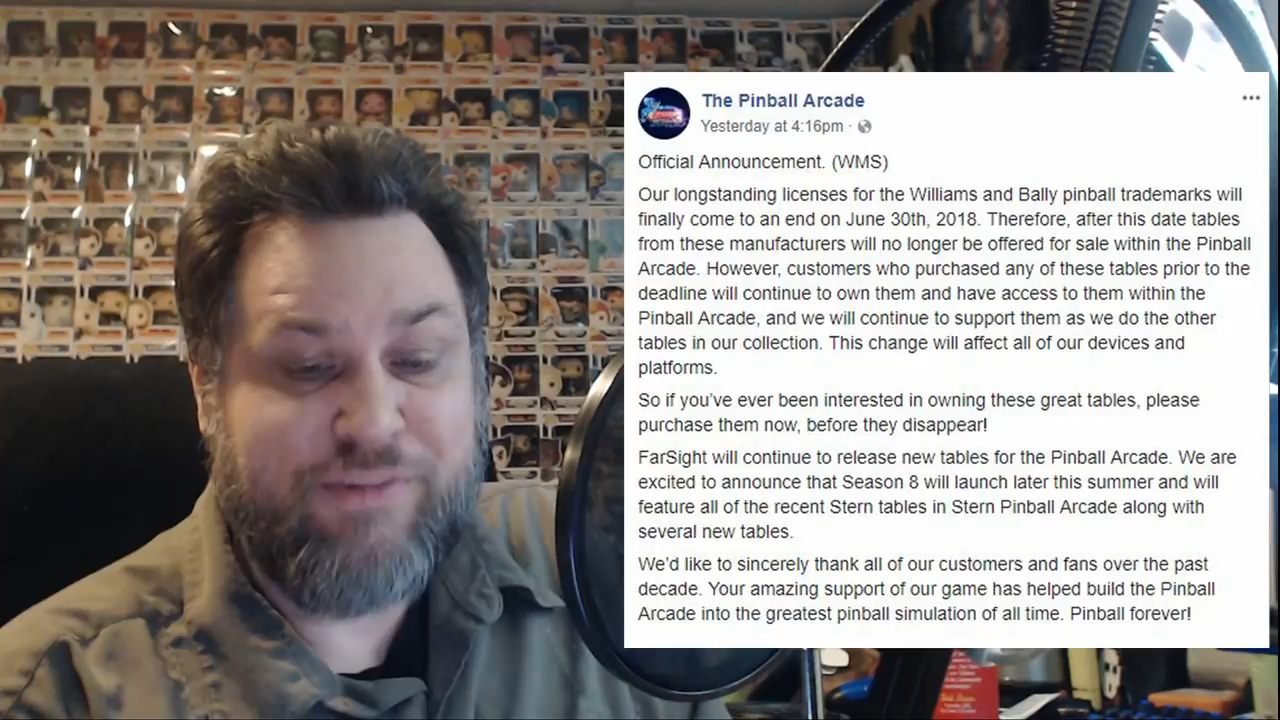 The Pinball Arcade
Yesterday at 4:16pm ·
Official Announcement. (WMS)
Our longstanding licenses for the Williams and Bally pinball trademarks will
finally come to an end on June 30th, 2018. Therefore, after this date tables
from these manufacturers will no longer be offered for sale within the Pinball
Arcade. However, customers who purchased any of these tables prior to the
deadline will continue to own them and have access to them within the
Pinball Arcade, and we will continue to support them as we do the other
tables in our collection. This change will affect all of our devices and
platforms.
So if you’ve ever been interested in owning these great tables, please
purchase them now, before they disappear!
FarSight will continue to release new tables for the Pinball Arcade. We are
excited to announce that Season 8 will launch later this summer and will
feature all of the recent Stern tables in Stern Pinball Arcade along with
several new tables.
We’d like to sincerely thank all of our customers and fans over the past
decade. Your amazing support of our game has helped build the Pinball
Arcade into the greatest pinball simulation of all time. Pinball forever!